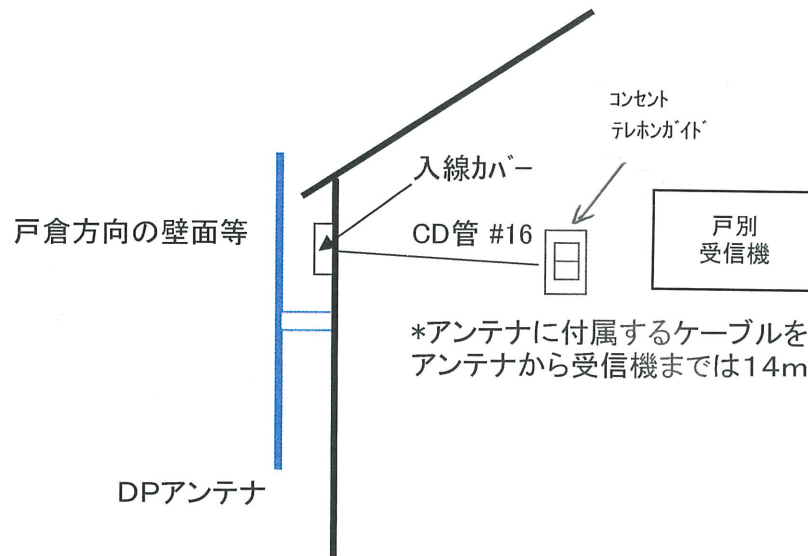 コンセント
テレホンガイド
入線カバー
戸倉方向の壁面等
CD管 #16
戸別
受信機
*アンテナに付属するケーブルを
アンテナから受信機までは14m
DPアンテナ